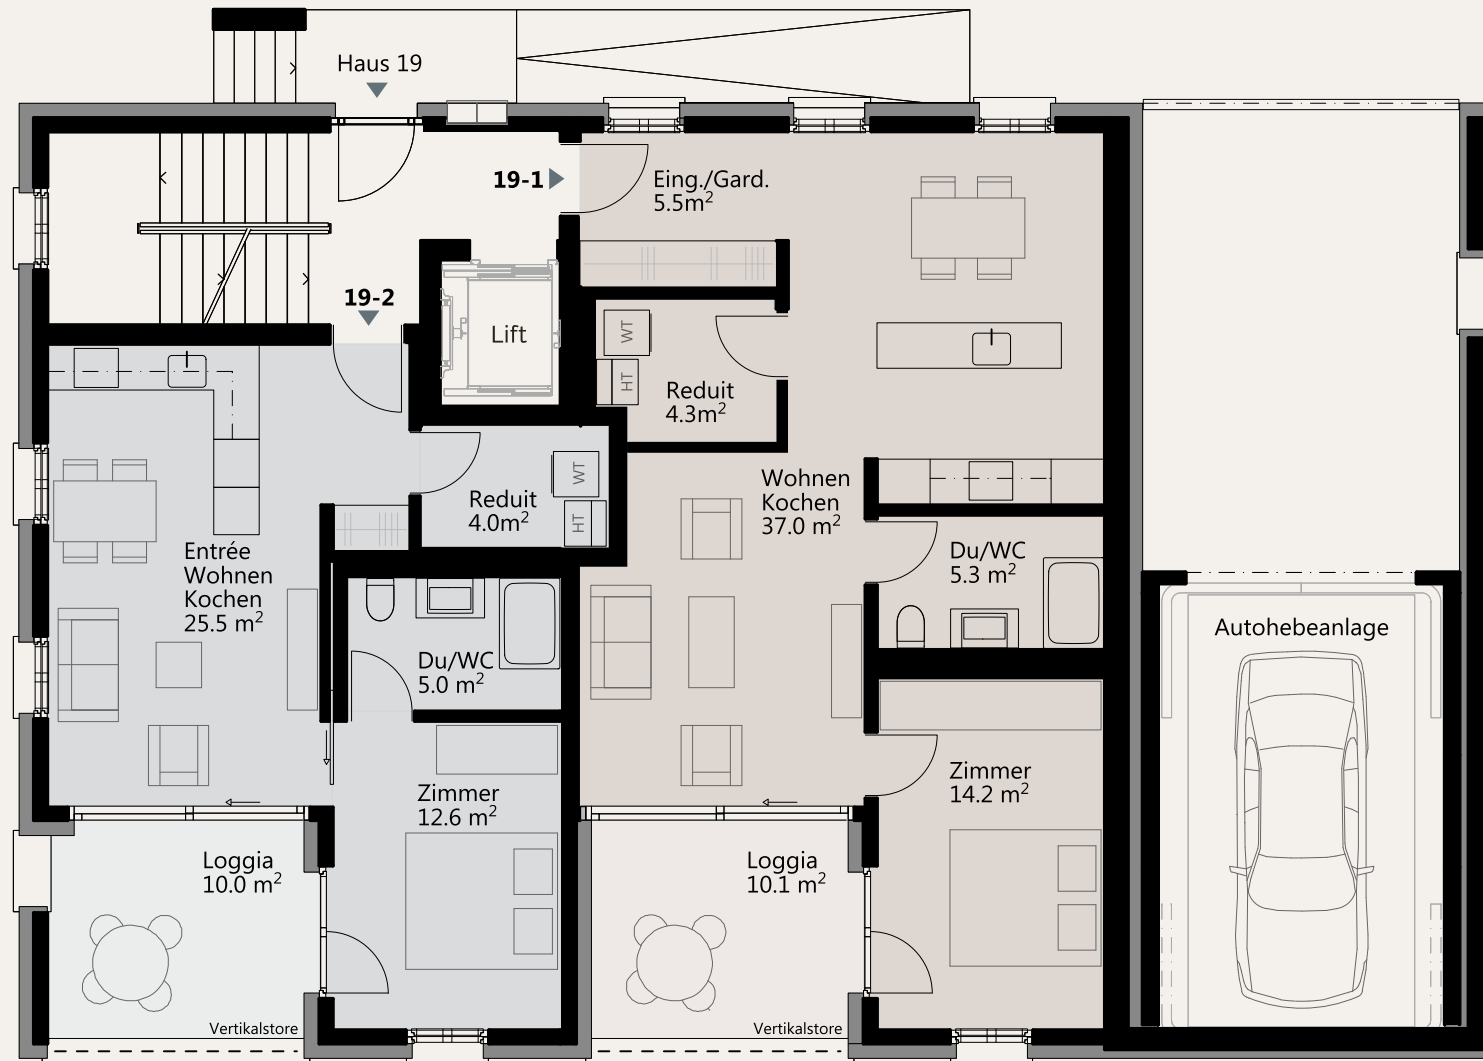 Haus 19
19-1
Eing./Gard.
5.5m²
19-2
Lift
WT
HT
Reduit
4.3m²
Reduit
4.0m²
WT
HT
Wohnen
Kochen
37.0 m²
Entrée
Wohnen
Kochen
25.5 m²
Du/WC
5.3 m²
Autohebeanlage
Du/WC
5.0 m²
Zimmer
12.6 m²
Zimmer
14.2 m²
Loggia
10.0 m²
Loggia
10.1 m²
Vertikalstore
Vertikalstore